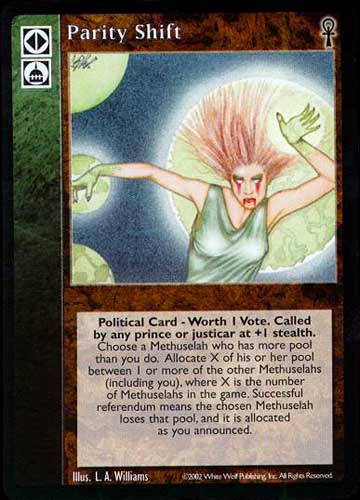 Parity Shift
Political Card - Worth 1 Vote. Called
by any prince or justicar at +1 stealth.
Choose a Methuselah who has more pool
than you do. Allocate X of his or her pool
between 1 or more of the other Methuselahs
(including you), where X is the number
of Methuselahs in the game. Successful
referendum means the chosen Methuselah
loses that pool, and it is allocated
as you announced.
Illus. L. A. Williams ©2002 White Wolf Publishing, Inc. All Rights Reserved.